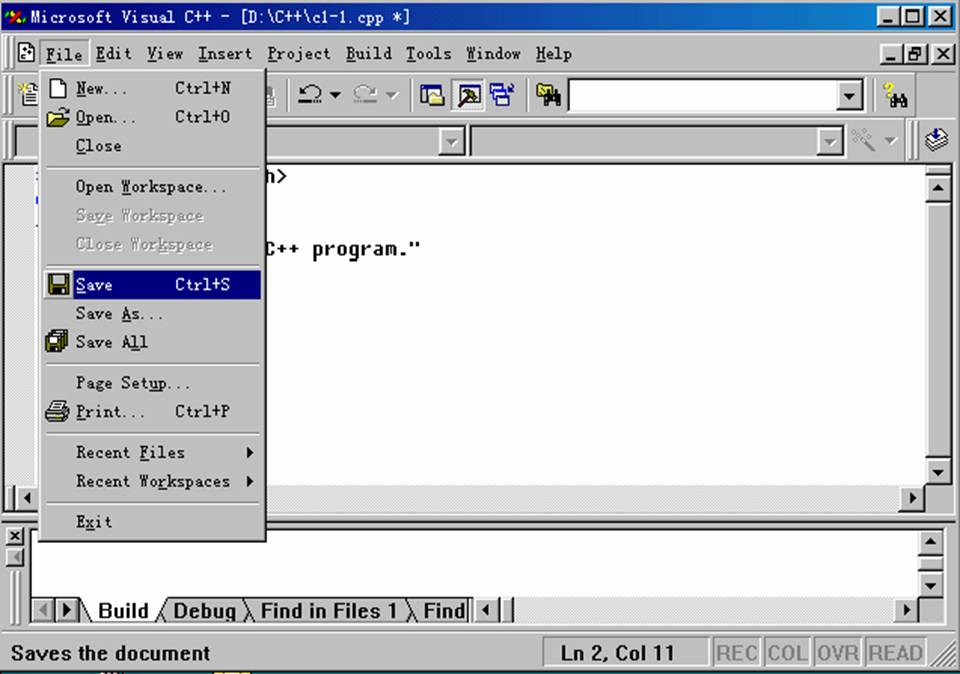 Microsoft Visual C++ - [D:\C++\c1-1.cpp *]
File Edit View Insert Project Build Tools Window Help
New... Ctrl+N
Open... Ctrl+O
Close
Open Workspace...
Save Workspace
Close Workspace
Save Ctrl+S
Save As...
Save All
Page Setup...
Print... Ctrl+P
Recent Files
Recent Workspaces
Exit
h>
C++ program."
Build Debug Find in Files 1 Find
Saves the document Ln 2, Col 11 REC COL OVR READ